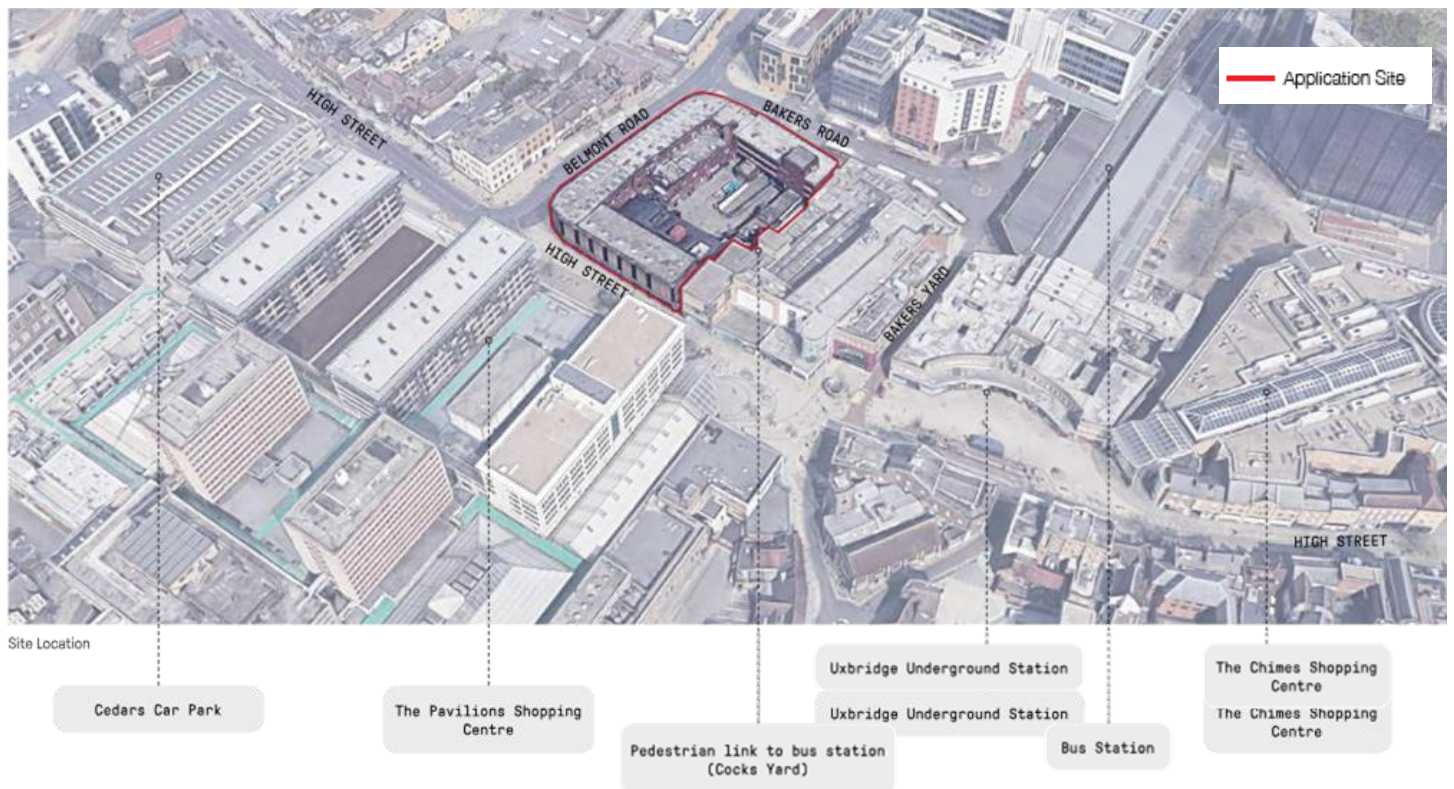 Application Site
HIGH STREET
BELMONT ROAD
BAKERS ROAD
HIGH STREET
BAKERS YARD
HIGH STREET
Site Location
Cedars Car Park
The Pavilions Shopping
Centre
Pedestrian link to bus station
(Cocks Yard)
Uxbridge Underground Station
Uxbridge Underground Station
Bus Station
The Chimes Shopping
Centre
The Chimes Shopping
Centre